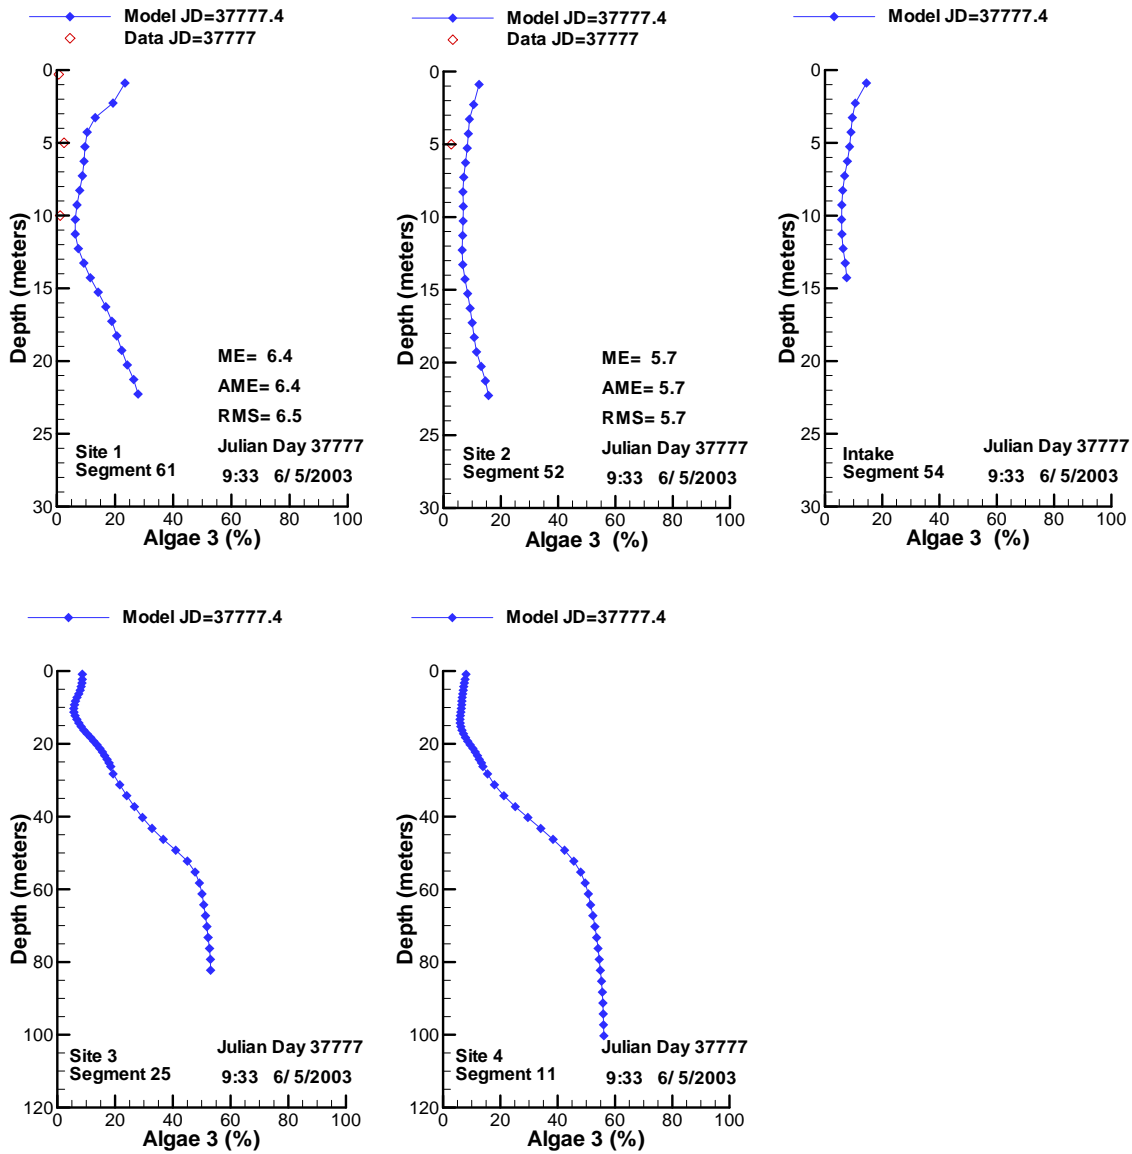 Model JD=37777.4
Data JD=37777
0
5
10
15
20
25
30
Depth (meters)
ME= 6.4
AME= 6.4
RMS= 6.5
Site 1
Segment 61
Julian Day 37777
9:33 6/ 5/2003
0 20 40 60 80 100
Algae 3 (%)
Model JD=37777.4
Data JD=37777
0
5
10
15
20
25
30
Depth (meters)
ME= 5.7
AME= 5.7
RMS= 5.7
Site 2
Segment 52
Julian Day 37777
9:33 6/ 5/2003
0 20 40 60 80 100
Algae 3 (%)
Model JD=37777.4
0
5
10
15
20
25
30
Depth (meters)
Intake
Segment 54
Julian Day 37777
9:33 6/ 5/2003
0 20 40 60 80 100
Algae 3 (%)
Model JD=37777.4
0
20
40
60
80
100
120
Depth (meters)
Site 3
Segment 25
Julian Day 37777
9:33 6/ 5/2003
0 20 40 60 80 100
Algae 3 (%)
Model JD=37777.4
0
20
40
60
80
100
120
Depth (meters)
Site 4
Segment 11
Julian Day 37777
9:33 6/ 5/2003
0 20 40 60 80 100
Algae 3 (%)